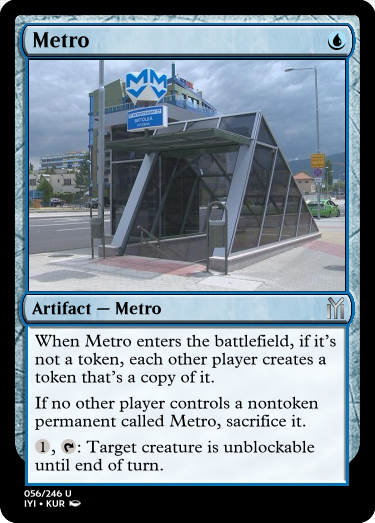 Metro
MM
ВИТОША
Artifact — Metro
When Metro enters the battlefield, if it's
not a token, each other player creates a
token that's a copy of it.
If no other player controls a nontoken
permanent called Metro, sacrifice it.
1, : Target creature is unblockable
until end of turn.
056/246 U
IYI • KUR